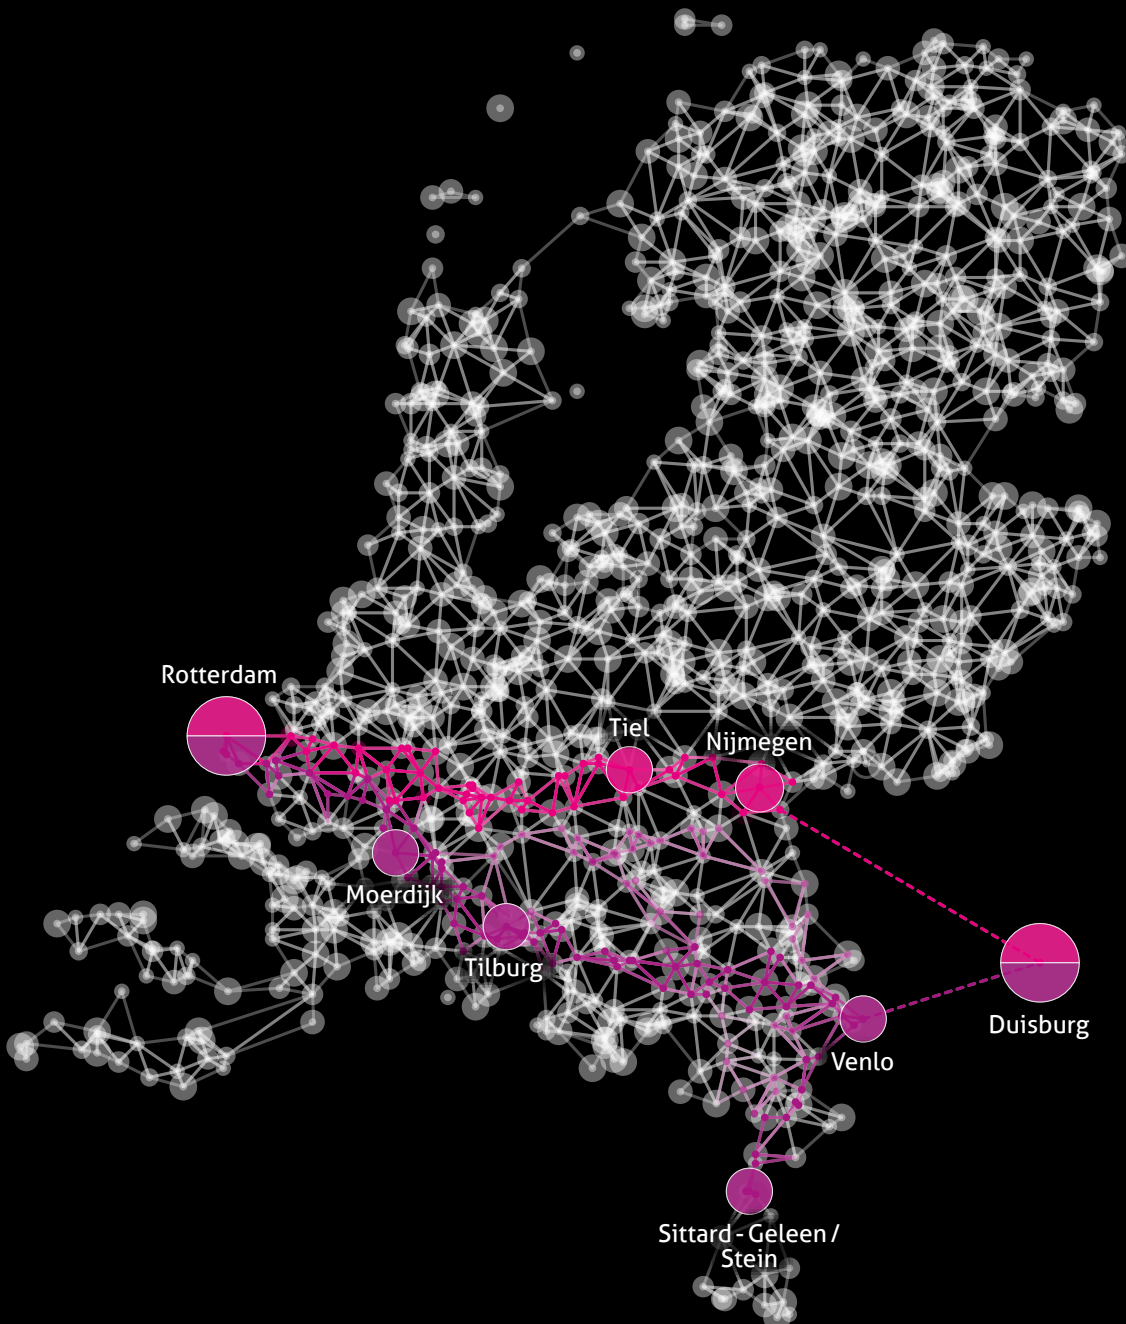 Rotterdam
Tiel
Nijmegen
Moerdijk
Tilburg
Duisburg
Venlo
Sittard - Geleen /
Stein